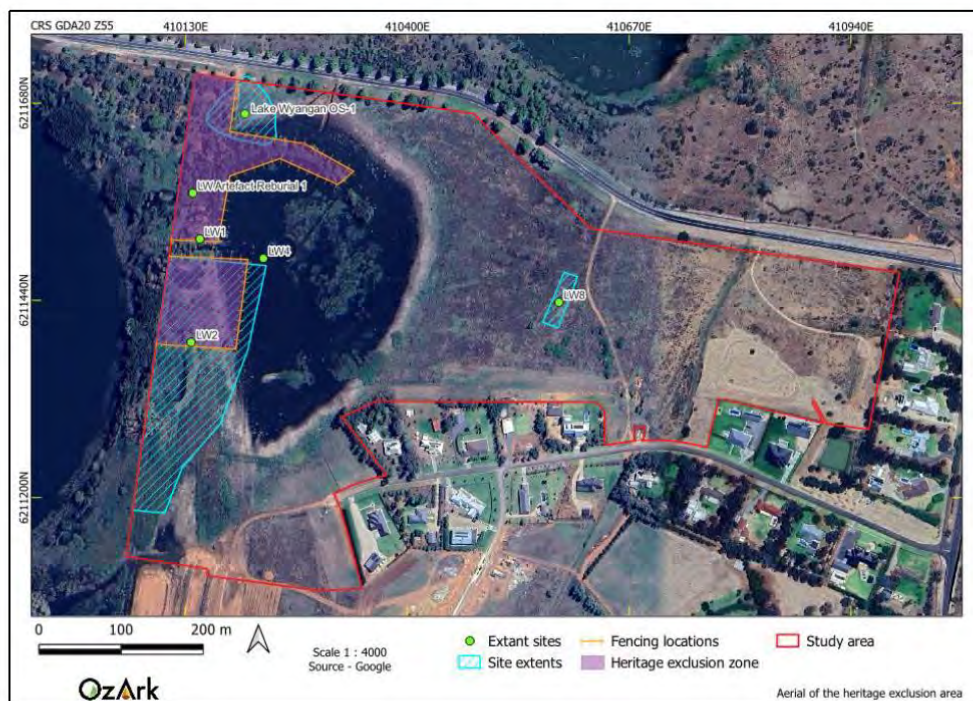 CRS GDA20 Z55
410130E
410400E
410670E
410940E
6211680N
6211440N
6211200N
Lake Wyangan OS-1
LW Artefact Reburial 1
LW1
LW4
LW8
LW2
0 100 200 m
Scale 1 : 4000
Source - Google
Extant sites
Fencing locations
Study area
Site extents
Heritage exclusion zone
OzArk
Aerial of the heritage exclusion area